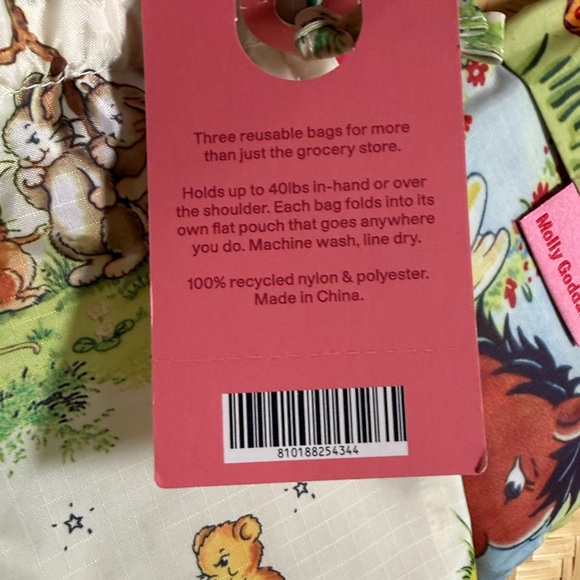 Three reusable bags for more
than just the grocery store.
Holds up to 40lbs in-hand or over
the shoulder. Each bag folds into its
own flat pouch that goes anywhere
you do. Machine wash, line dry.
100% recycled nylon & polyester.
Made in China.
810188254344
Molly